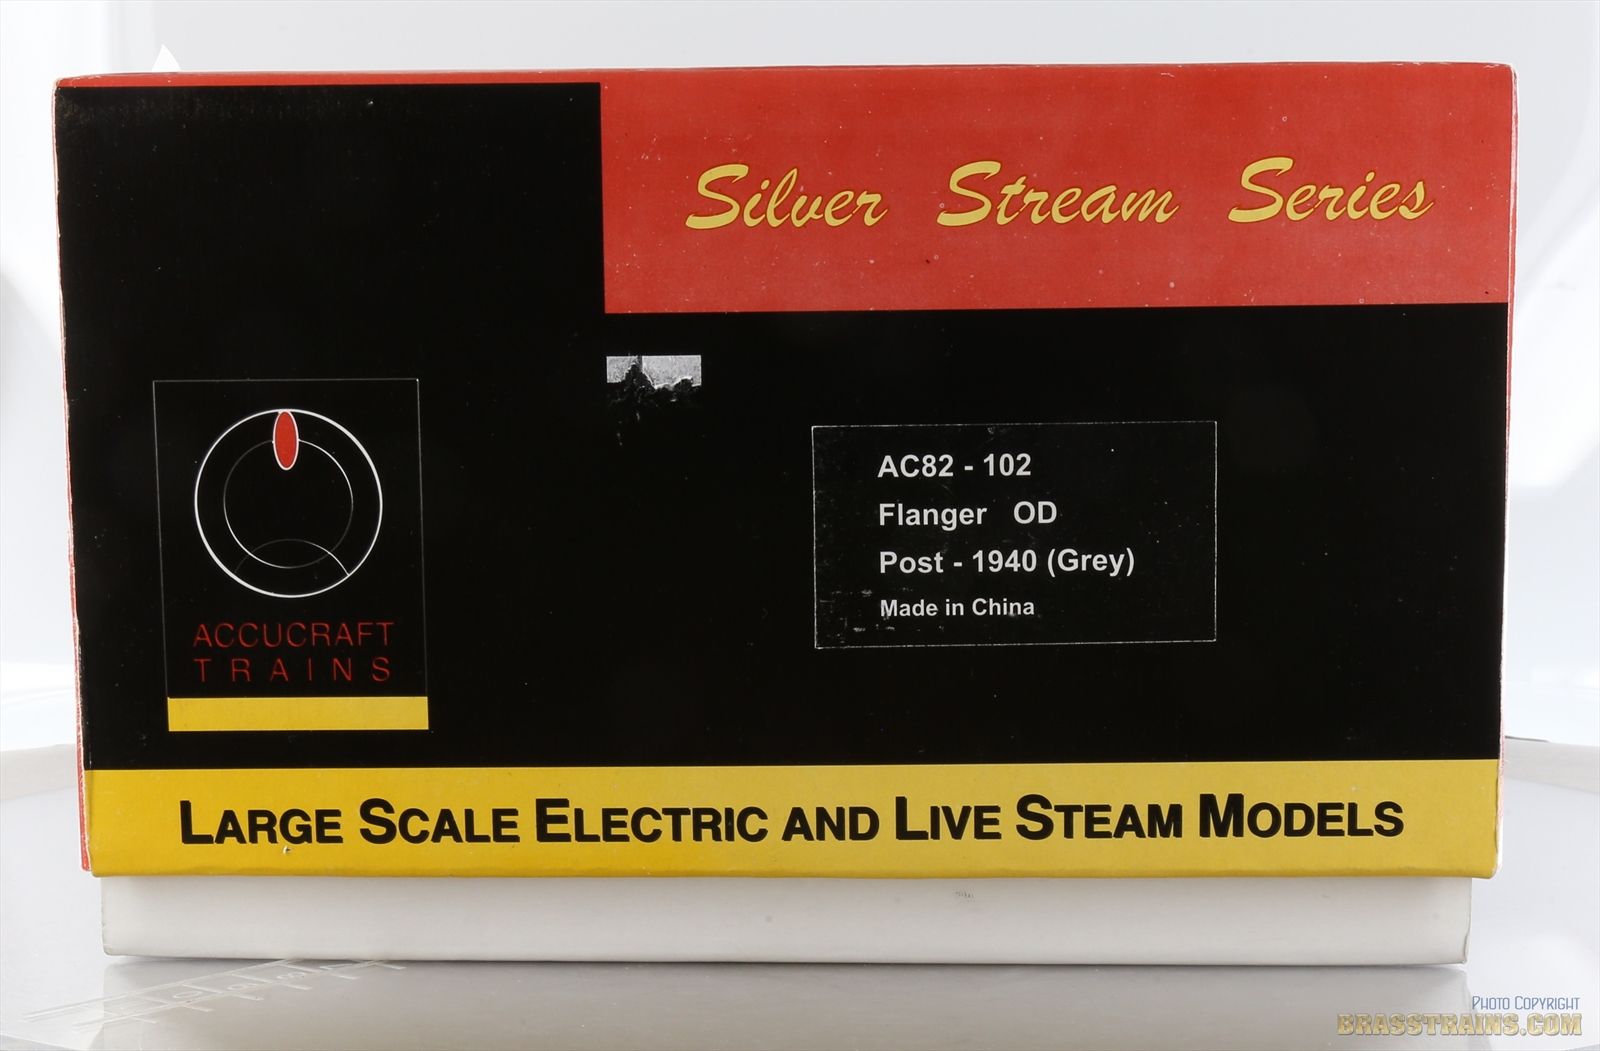 Silver Stream Series
AC82 - 102
Flanger OD
Post - 1940 (Grey)
Made in China
ACCUCRAFT
TRAINS
LARGE SCALE ELECTRIC AND LIVE STEAM MODELS
PHOTO COPYRIGHT
BRASSTRAINS.COM